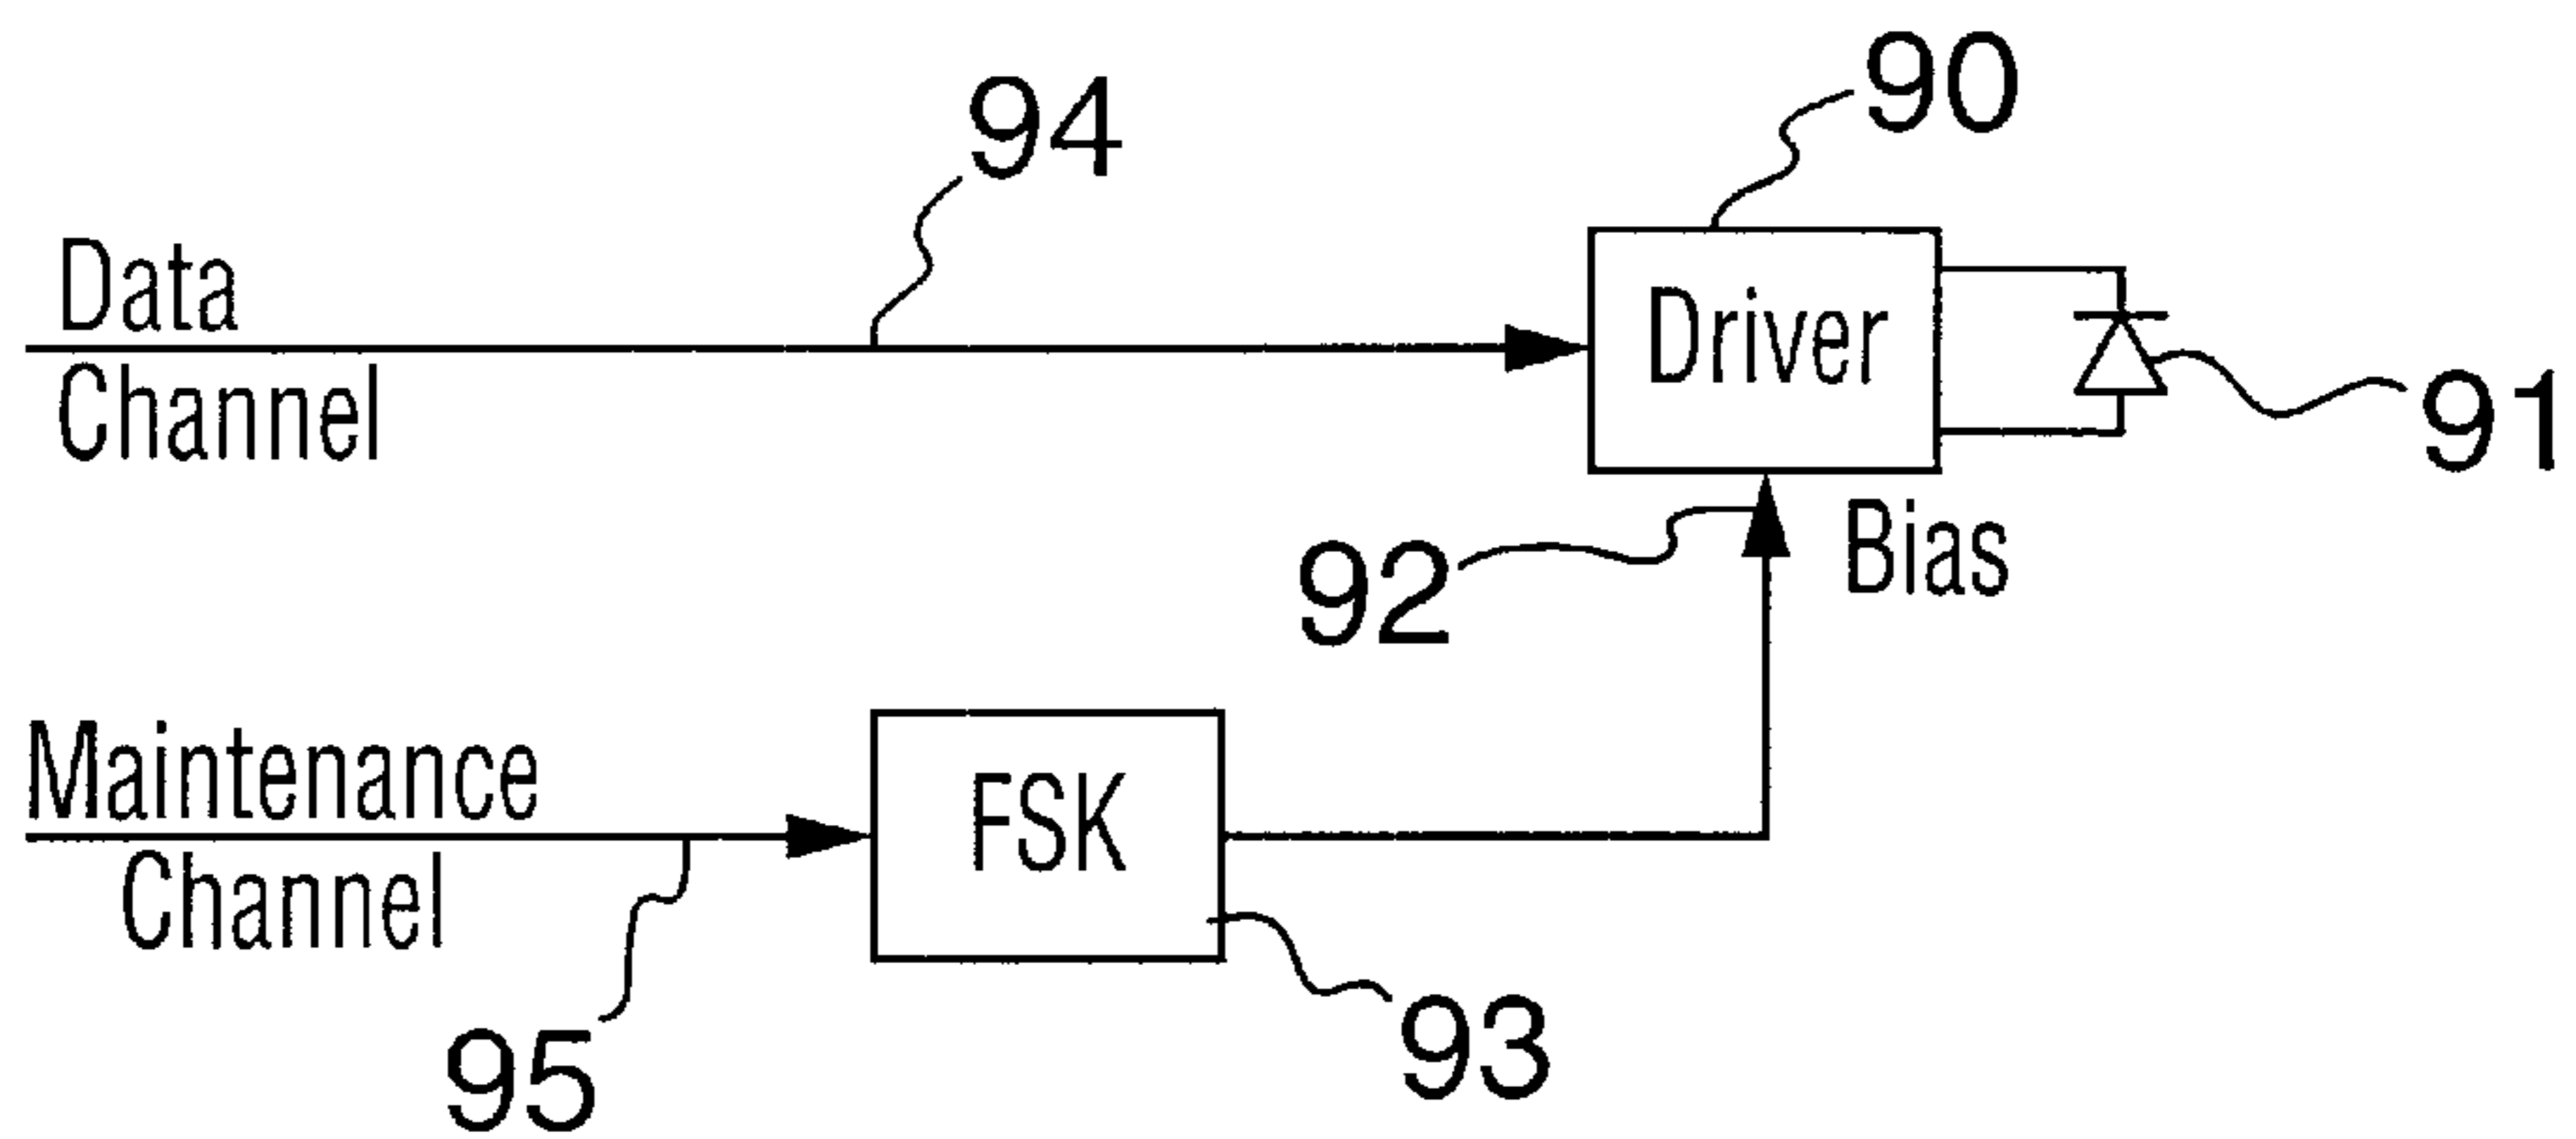 90
94
Data
Channel
Driver
91
92
Bias
Maintenance
Channel
FSK
93
95